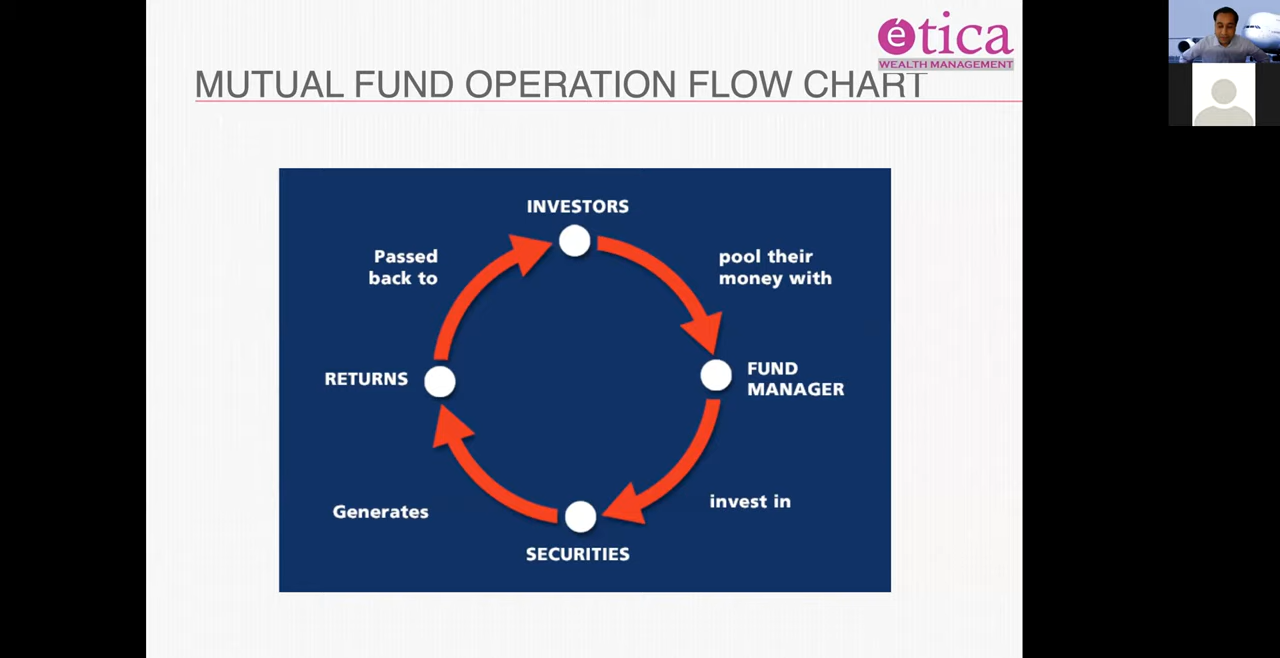 ética
WEALTH MANAGEMENT
MUTUAL FUND OPERATION FLOW CHART
INVESTORS
pool their
money with
FUND
MANAGER
invest in
SECURITIES
Generates
RETURNS
Passed
back to